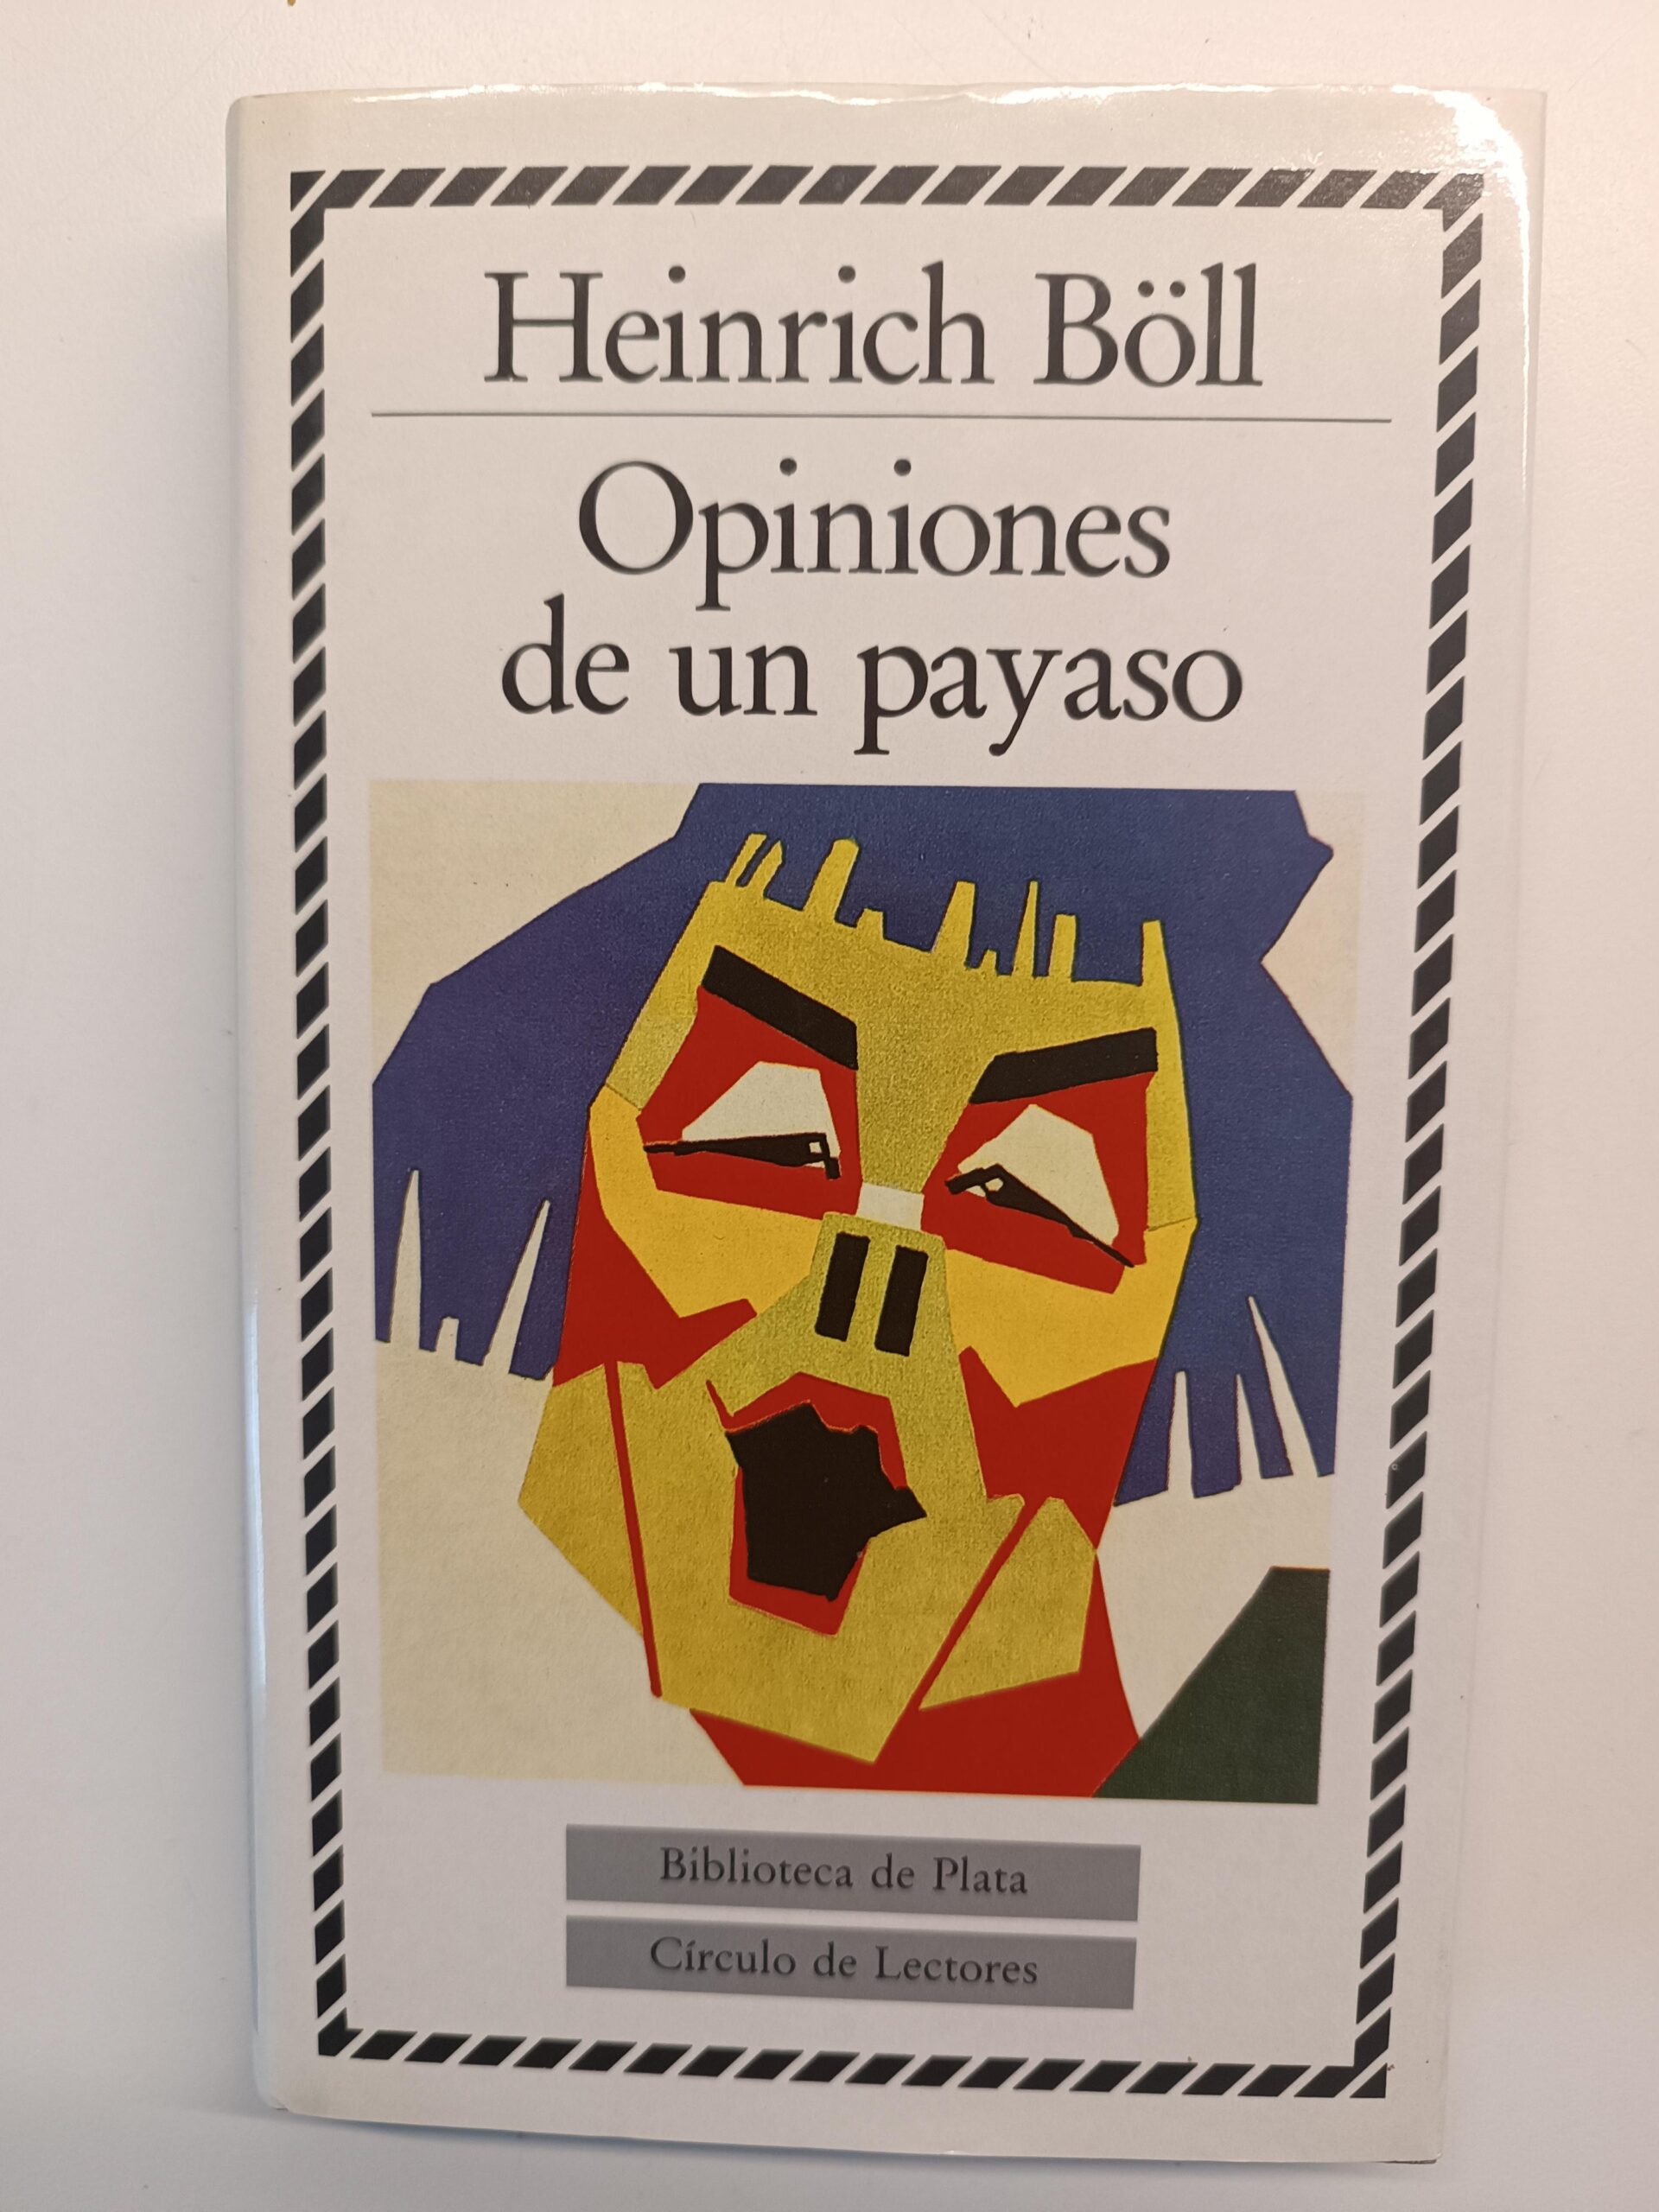 Heinrich Böll
Opiniones
de un payaso
Biblioteca de Plata
Círculo de Lectores